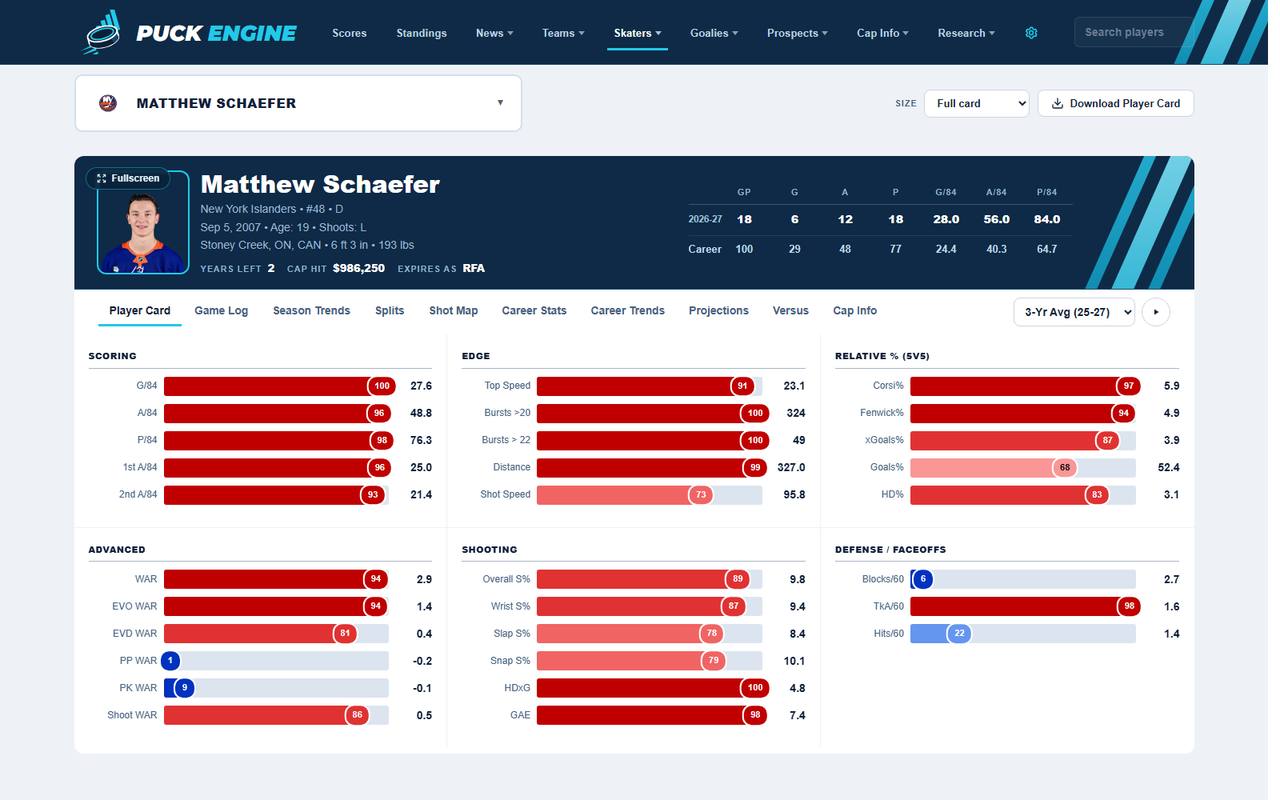 PUCK ENGINE
Scores Standings News Teams Skaters Goalies Prospects Cap Info Research Search players
MATTHEW SCHAEFER
SIZE Full card Download Player Card
Fullscreen
Matthew Schaefer
New York Islanders • #48 • D
Sep 5, 2007 • Age: 19 • Shoots: L
Stoney Creek, ON, CAN • 6 ft 3 in • 193 lbs
YEARS LEFT 2 CAP HIT $986,250 EXPIRES AS RFA
GP G A P G/84 A/84 P/84
2026-27 18 6 12 18 28.0 56.0 84.0
Career 100 29 48 77 24.4 40.3 64.7
Player Card Game Log Season Trends Splits Shot Map Career Stats Career Trends Projections Versus Cap Info 3-Yr Avg (25-27)
SCORING
G/84 100 27.6
A/84 96 48.8
P/84 98 76.3
1st A/84 96 25.0
2nd A/84 93 21.4
EDGE
Top Speed 91 23.1
Bursts >20 100 324
Bursts > 22 100 49
Distance 99 327.0
Shot Speed 73 95.8
RELATIVE % (5V5)
Corsi% 97 5.9
Fenwick% 94 4.9
xGoals% 87 3.9
Goals% 68 52.4
HD% 83 3.1
ADVANCED
WAR 94 2.9
EVO WAR 94 1.4
EVD WAR 81 0.4
PP WAR 1 -0.2
PK WAR 9 -0.1
Shoot WAR 86 0.5
SHOOTING
Overall S% 89 9.8
Wrist S% 87 9.4
Slap S% 78 8.4
Snap S% 79 10.1
HDxG 100 4.8
GAE 98 7.4
DEFENSE / FACEOFFS
Blocks/60 6 2.7
TkA/60 98 1.6
Hits/60 22 1.4